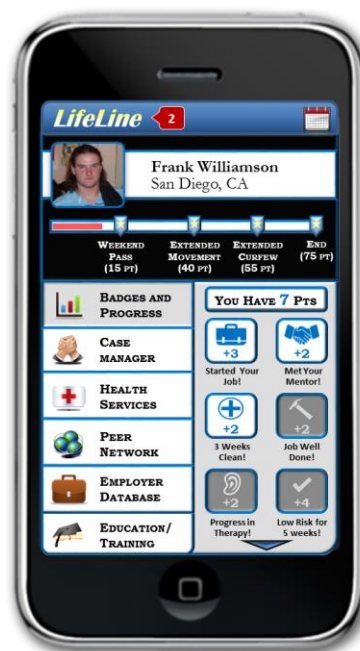 LifeLine 2
Frank Williamson
San Diego, CA
WEEKEND
PASS
(15 PT)
EXTENDED
MOVEMENT
(40 PT)
EXTENDED
CURFEW
(55 PT)
END
(75 PT)
BADGES AND
PROGRESS
CASE
MANAGER
HEALTH
SERVICES
PEER
NETWORK
EMPLOYER
DATABASE
EDUCATION/
TRAINING
YOU HAVE 7 PTS
+3
Started Your
Job!
+2
Met Your
Mentor!
+2
3 Weeks
Clean!
+2
Job Well
Done!
+2
Progress in
Therapy!
+4
Low Risk for
5 weeks!